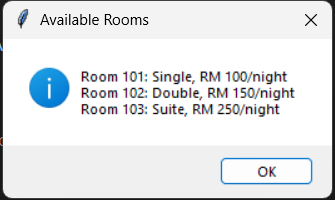 Available Rooms
Room 101: Single, RM 100/night
Room 102: Double, RM 150/night
Room 103: Suite, RM 250/night
OK